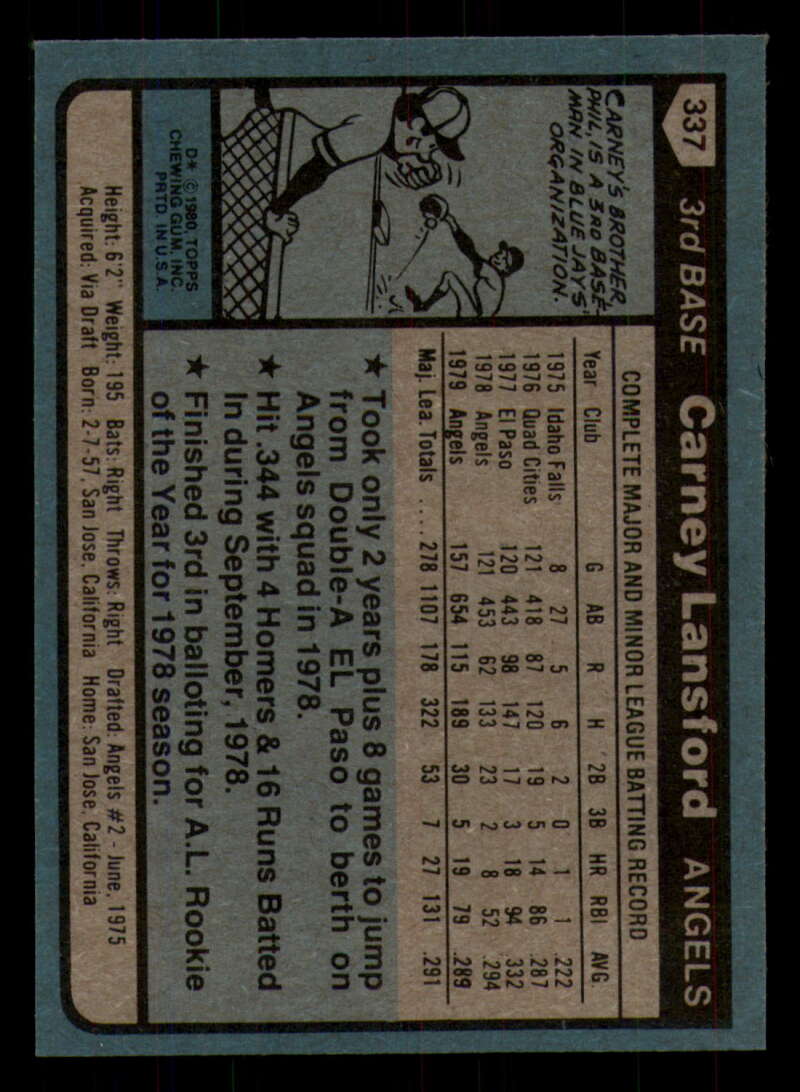 337 3rd BASE Carney Lansford ANGELS
CARNEY'S BROTHER,
PHIL, IS A 3RD BASE-
MAN IN BLUE JAYS'
ORGANIZATION.
D* © 1980 TOPPS
CHEWING GUM, INC.
PRTD. IN U.S.A.
COMPLETE MAJOR AND MINOR LEAGUE BATTING RECORD
Year Club G AB R H 2B 3B HR RBI AVG.
1975 Idaho Falls 8 27 5 6 2 0 1 1 .222
1976 Quad Cities 121 418 87 120 19 5 14 86 .287
1977 El Paso 120 443 98 147 17 3 18 94 .332
1978 Angels 121 453 62 133 23 2 8 52 .294
1979 Angels 157 654 115 189 30 5 19 79 .289
Maj. Lea. Totals ..... 278 1107 178 322 53 7 27 131 .291
★ Took only 2 years plus 8 games to jump
from Double-A EL Paso to berth on
Angels squad in 1978.
★ Hit .344 with 4 Homers & 16 Runs Batted
In during September, 1978.
★ Finished 3rd in balloting for A.L. Rookie
of the Year for 1978 season.
Height: 6'2" Weight: 195 Bats: Right Throws: Right Drafted: Angels #2 - June, 1975
Acquired: Via Draft Born: 2-7-57, San Jose, California Home: San Jose, California